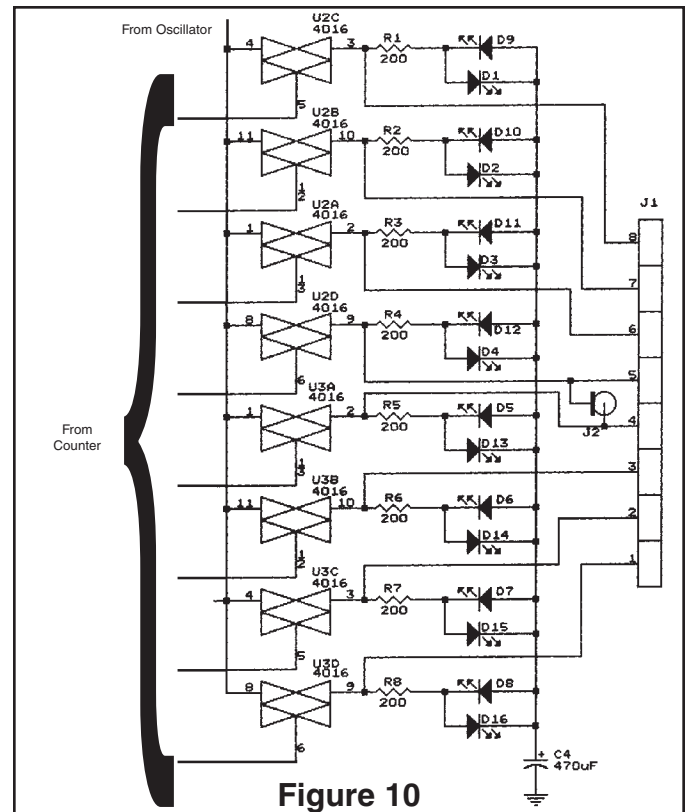 From Oscillator
U2C
4016
4
3
R1
200
D9
D1
5
U2B
4016
11
10
R2
200
D10
D2
12
J1
8
U2A
4016
1
2
R3
200
D11
D3
13
7
6
U2D
4016
8
9
R4
200
D12
D4
6
5
From
Counter
U3A
4016
1
2
R5
200
D5
D13
13
J2
4
3
U3B
4016
11
10
R6
200
D6
D14
12
2
U3C
4016
4
3
R7
200
D7
D15
5
1
U3D
4016
8
9
R8
200
D8
D16
6
+
C4
470uF
Figure 10